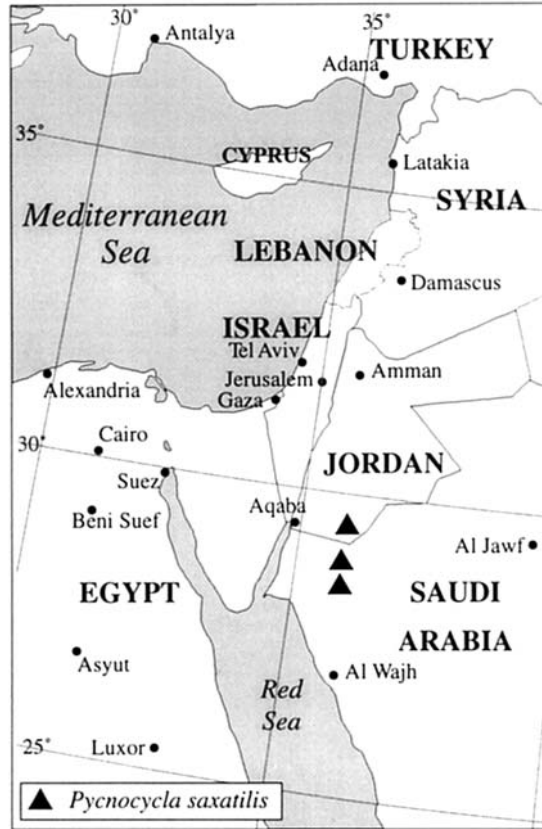 30°
35°
Antalya
TURKEY
Adana
35°
CYPRUS
Latakia
SYRIA
Mediterranean
Sea
LEBANON
Damascus
ISRAEL
Tel Aviv
Jerusalem
Amman
Alexandria
Gaza
30°
Cairo
JORDAN
Suez
Aqaba
Beni Suef
Al Jawf
EGYPT
SAUDI
ARABIA
Asyut
Al Wajh
Red
Sea
25°
Luxor
Pycnocycla saxatilis